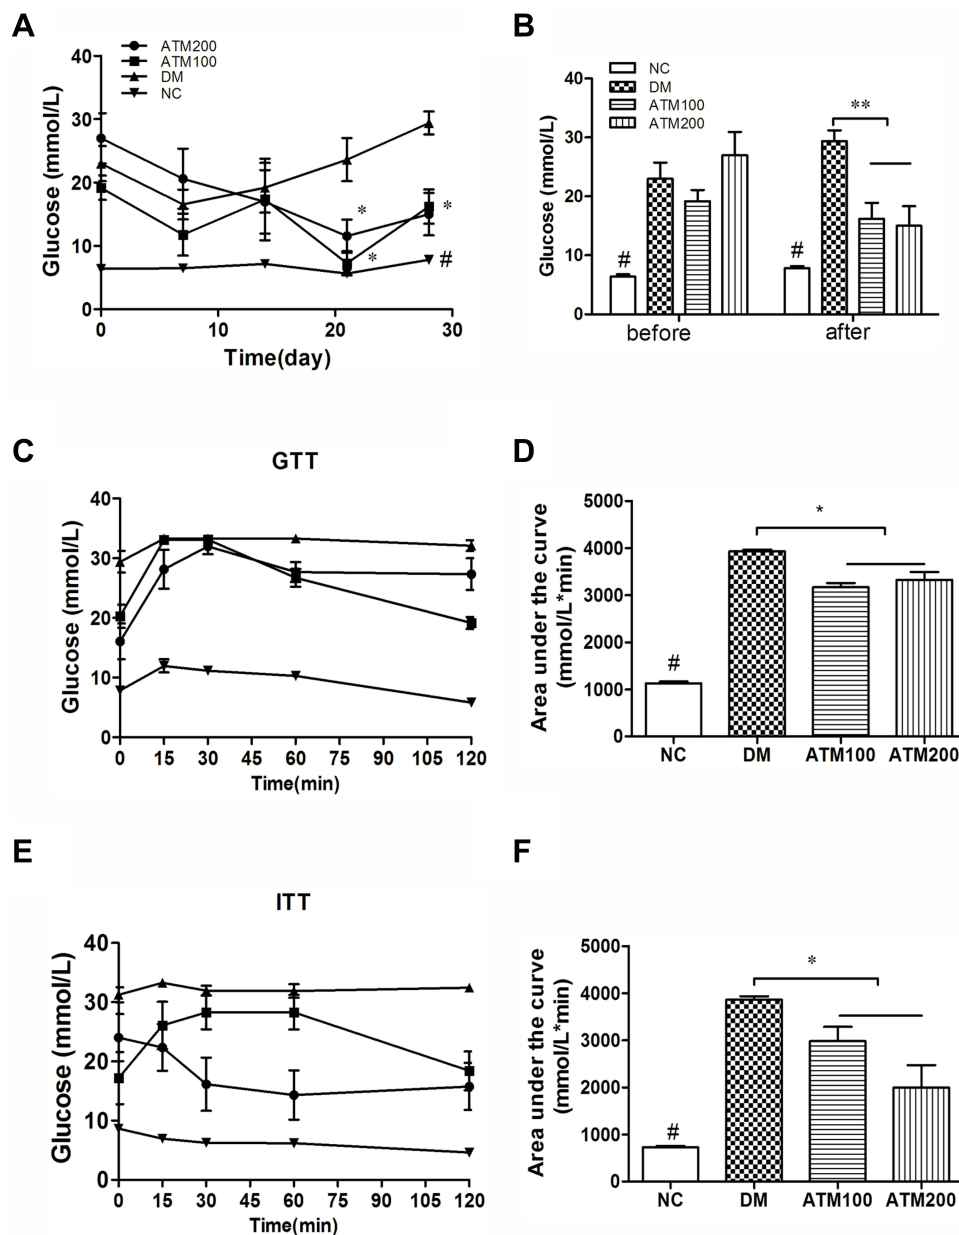 A
ATM200
ATM100
DM
NC
Glucose (mmol/L)
40
30
20
10
0
*
*
*
#
0 10 20 30
Time(day)
B
NC
DM
ATM100
ATM200
Glucose (mmol/L)
40
30
20
10
0
**
#
#
before after
C
GTT
Glucose (mmol/L)
40
30
20
10
0
0 15 30 45 60 75 90 105 120
Time(min)
D
Area under the curve
(mmol/L*min)
5000
4000
3000
2000
1000
0
*
#
NC DM ATM100 ATM200
E
ITT
Glucose (mmol/L)
40
30
20
10
0
0 15 30 45 60 75 90 105 120
Time(min)
F
Area under the curve
(mmol/L*min)
5000
4000
3000
2000
1000
0
*
#
NC DM ATM100 ATM200